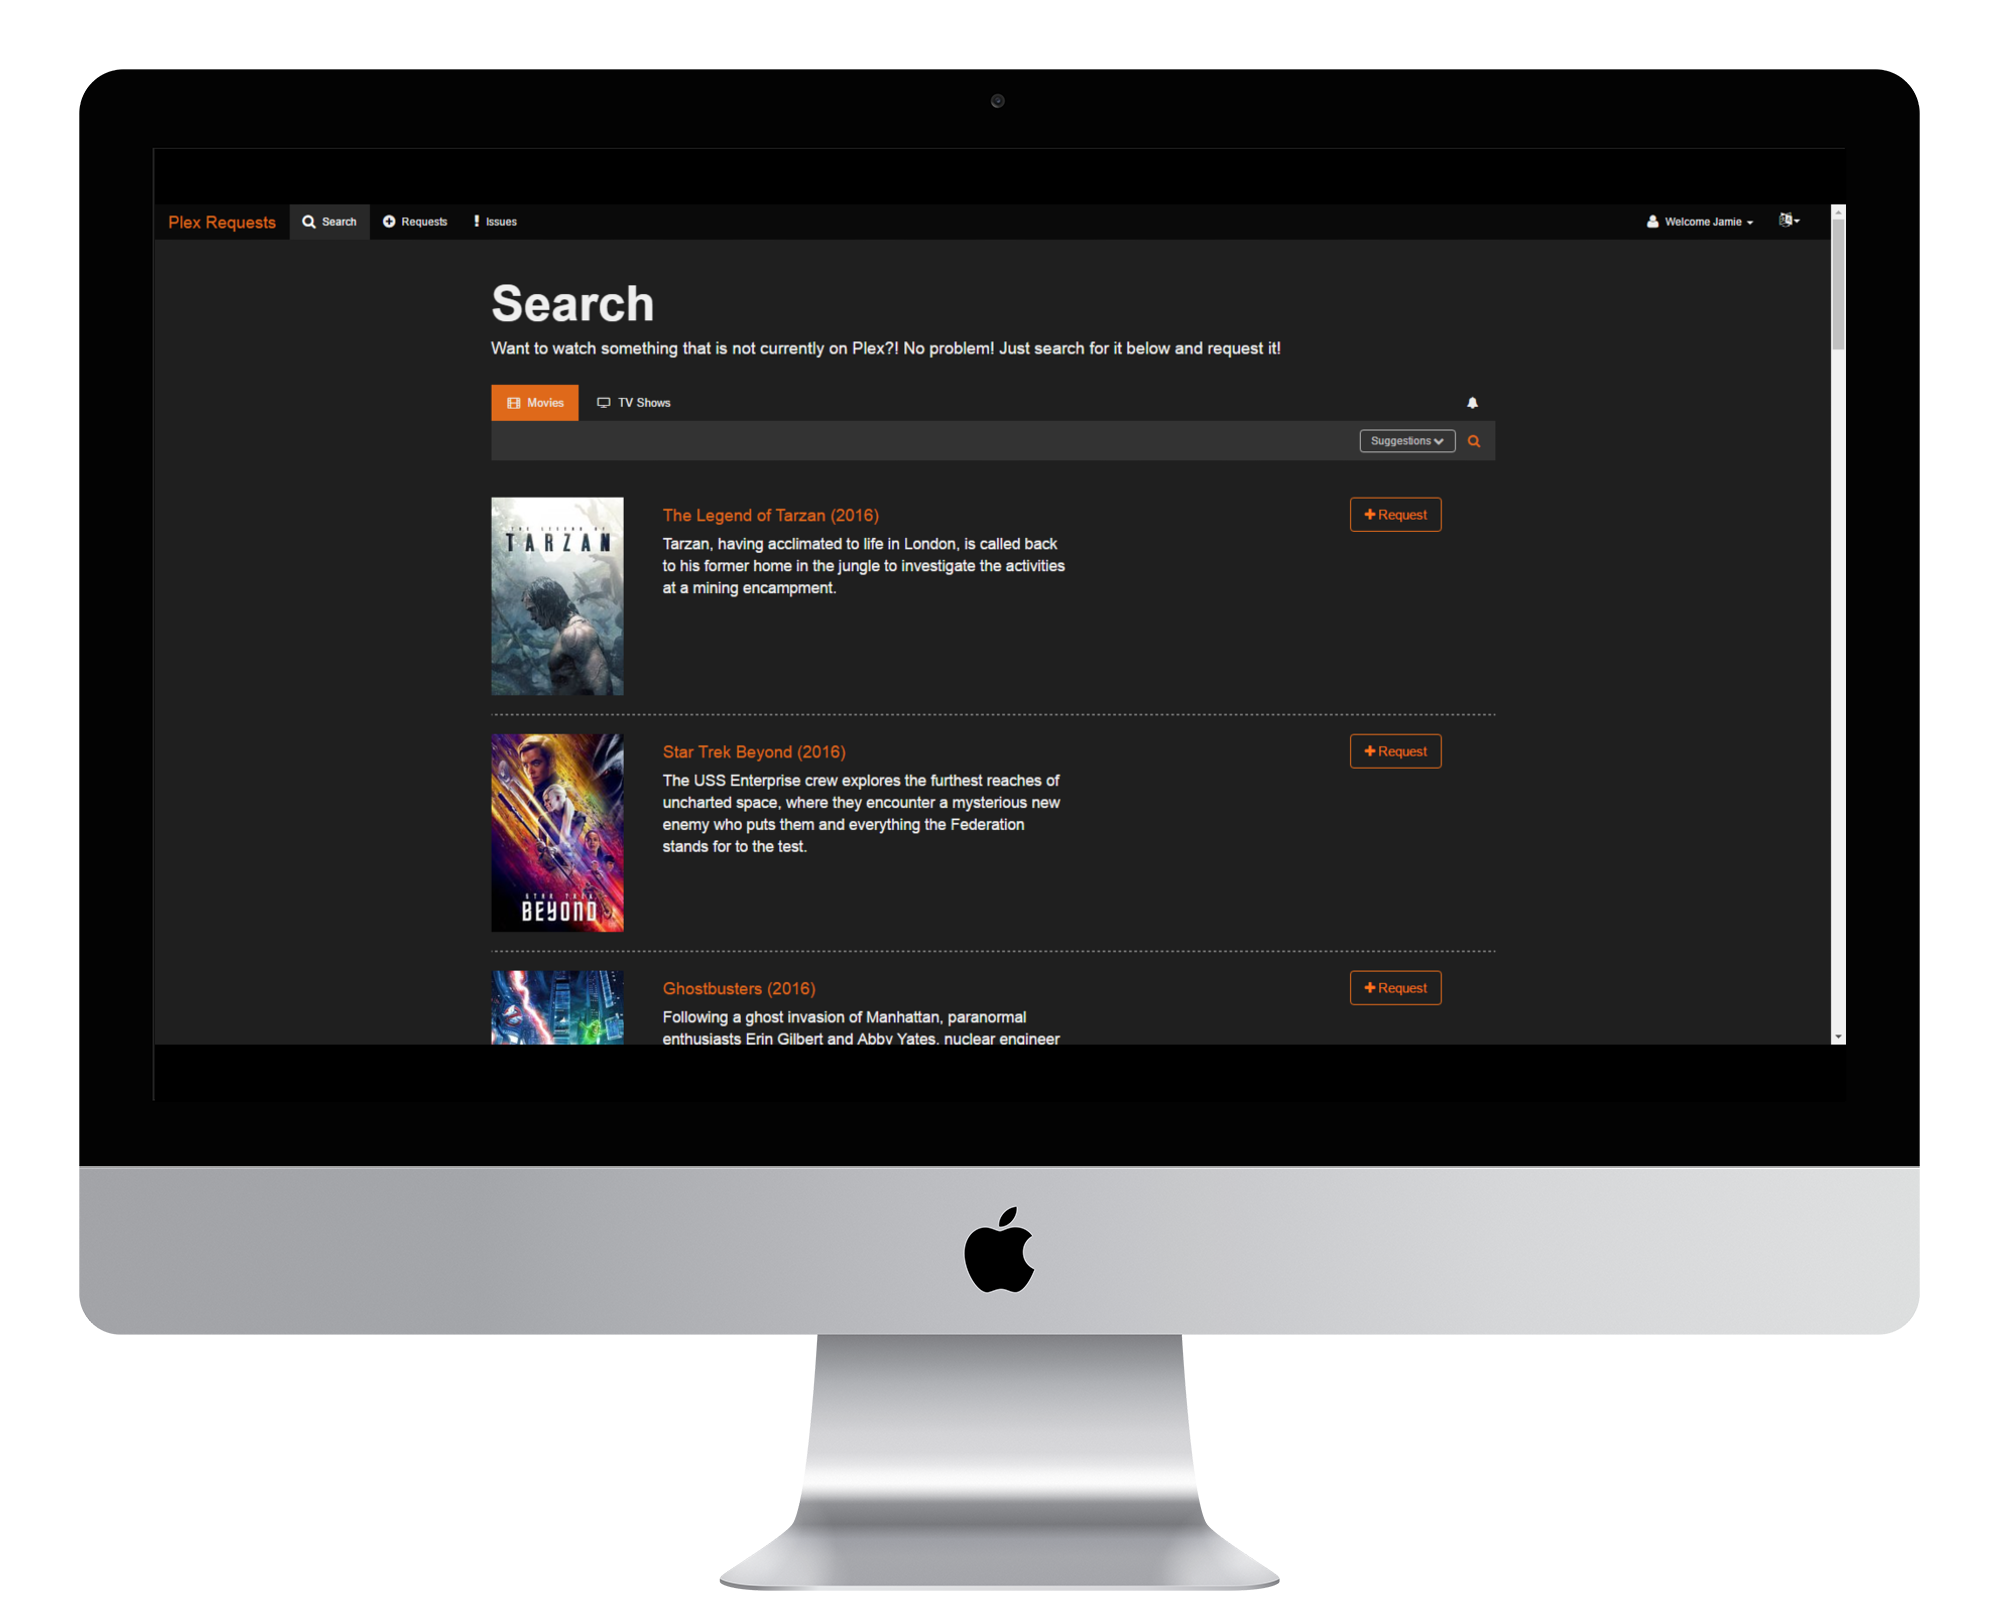 Plex Requests Search Requests Issues Welcome Jamie
Search
Want to watch something that is not currently on Plex?! No problem! Just search for it below and request it!
Movies TV Shows
Suggestions
THE LEGEND OF
TARZAN
The Legend of Tarzan (2016)
+ Request
Tarzan, having acclimated to life in London, is called back
to his former home in the jungle to investigate the activities
at a mining encampment.
Star Trek Beyond (2016)
+ Request
The USS Enterprise crew explores the furthest reaches of
uncharted space, where they encounter a mysterious new
enemy who puts them and everything the Federation
stands for to the test.
STAR TREK
BEYOND
Ghostbusters (2016)
+ Request
Following a ghost invasion of Manhattan, paranormal
enthusiasts Erin Gilbert and Abby Yates, nuclear engineer